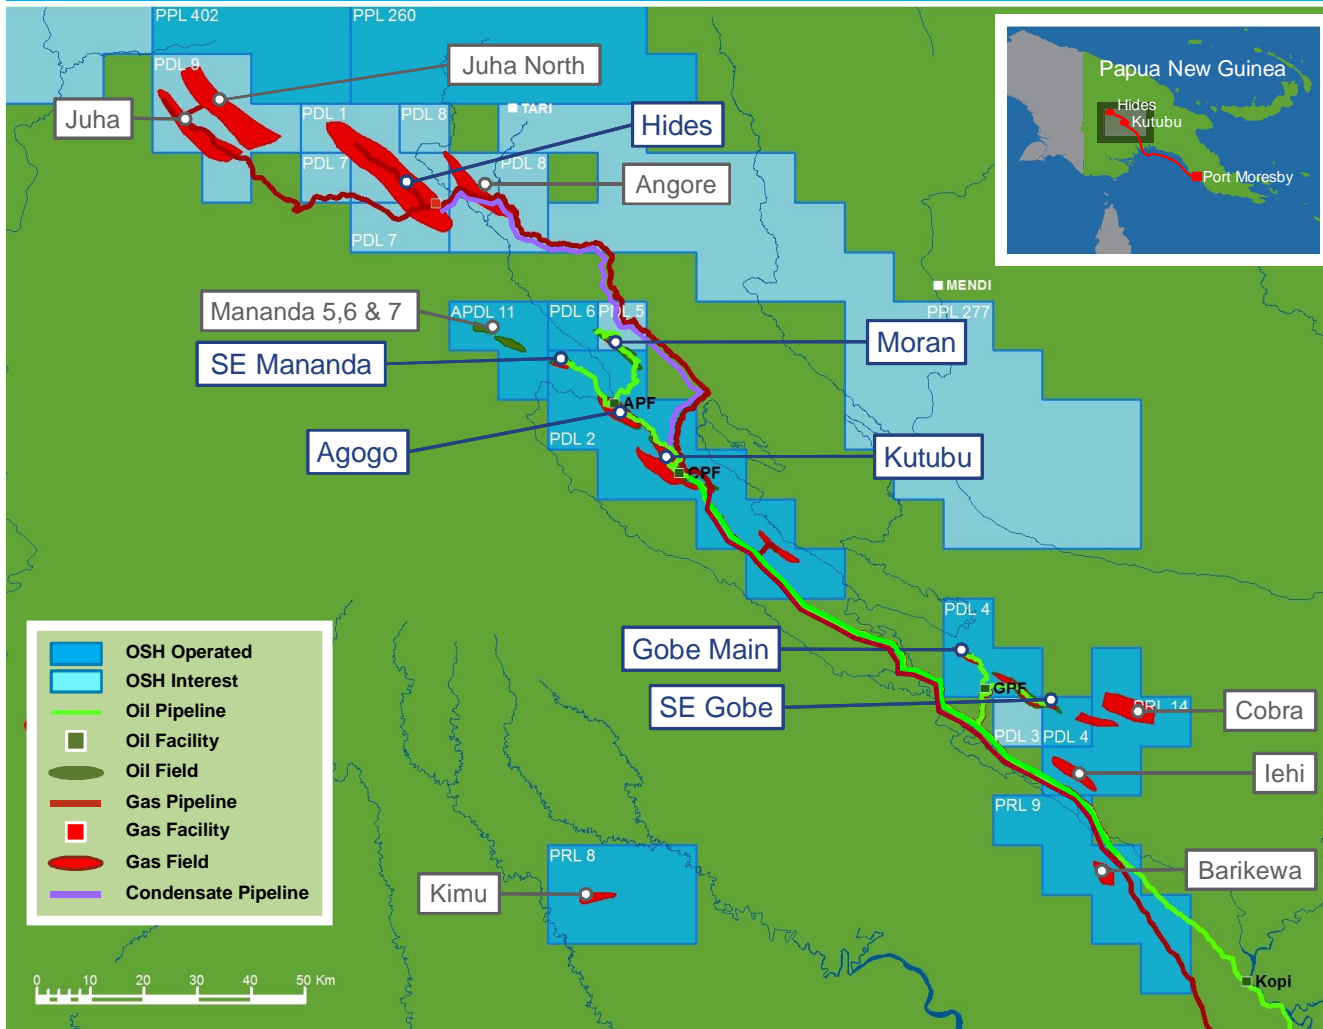 PPL 402
PPL 260
Juha North
PDL 9
Juha
PDL 1
PDL 8
TARI
Hides
PDL 7
PDL 8
Angore
PDL 7
Papua New Guinea
Hides
Kutubu
Port Moresby
MENDI
PPL 277
Mananda 5,6 & 7
APDL 11
PDL 6
PDL 5
Moran
SE Mananda
APF
Agogo
PDL 2
Kutubu
CPF
PDL 4
Gobe Main
GPF
SE Gobe
PRL 14
Cobra
PDL 3
PDL 4
Iehi
PRL 9
PRL 8
Kimu
Barikewa
Kopi
OSH Operated
OSH Interest
Oil Pipeline
Oil Facility
Oil Field
Gas Pipeline
Gas Facility
Gas Field
Condensate Pipeline
0 10 20 30 40 50 Km